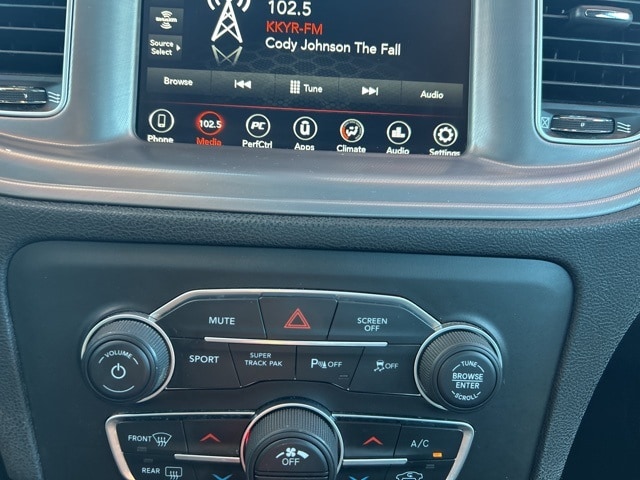 102.5
SiriusXM
KKYR-FM
Source
Select
Cody Johnson The Fall
Browse
Tune
Audio
102.5
PC
Phone
Media
PerfCtrl
Apps
Climate
Audio
Settings
MUTE
SCREEN
OFF
VOLUME
SPORT
SUPER
TRACK PAK
P OFF
OFF
TUNE
BROWSE
ENTER
SCROLL
FRONT
A/C
OFF
REAR